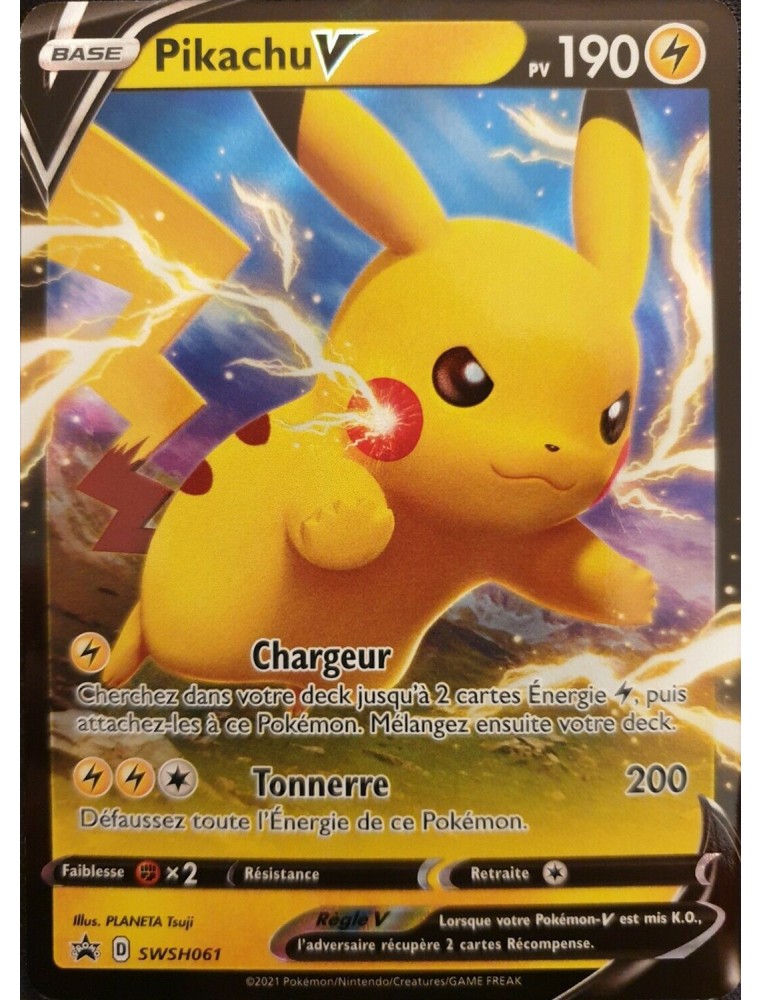 BASE
Pikachu V
PV 190
Chargeur
Cherchez dans votre deck jusqu'à 2 cartes Énergie , puis
attachez-les à ce Pokémon. Mélangez ensuite votre deck.
Tonnerre 200
Défaussez toute l'Énergie de ce Pokémon.
Faiblesse ×2 Résistance Retraite
Illus. PLANETA Tsuji
Règle V Lorsque votre Pokémon-V est mis K.O.,
l'adversaire récupère 2 cartes Récompense.
PROMO D SWSH061
©2021 Pokémon/Nintendo/Creatures/GAME FREAK